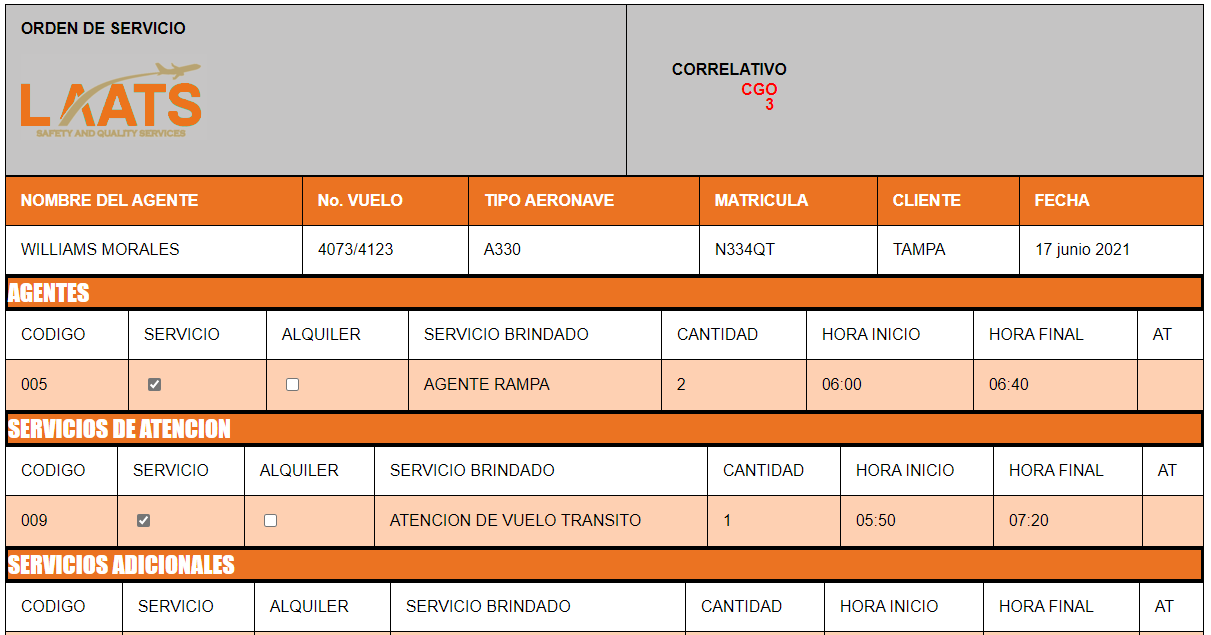 ORDEN DE SERVICIO
LAATS
SAFETY AND QUALITY SERVICES
CORRELATIVO
CGO
3
NOMBRE DEL AGENTE No. VUELO TIPO AERONAVE MATRICULA CLIENTE FECHA
WILLIAMS MORALES 4073/4123 A330 N334QT TAMPA 17 junio 2021
AGENTES
CODIGO SERVICIO ALQUILER SERVICIO BRINDADO CANTIDAD HORA INICIO HORA FINAL AT
005 AGENTE RAMPA 2 06:00 06:40
SERVICIOS DE ATENCION
CODIGO SERVICIO ALQUILER SERVICIO BRINDADO CANTIDAD HORA INICIO HORA FINAL AT
009 ATENCION DE VUELO TRANSITO 1 05:50 07:20
SERVICIOS ADICIONALES
CODIGO SERVICIO ALQUILER SERVICIO BRINDADO CANTIDAD HORA INICIO HORA FINAL AT